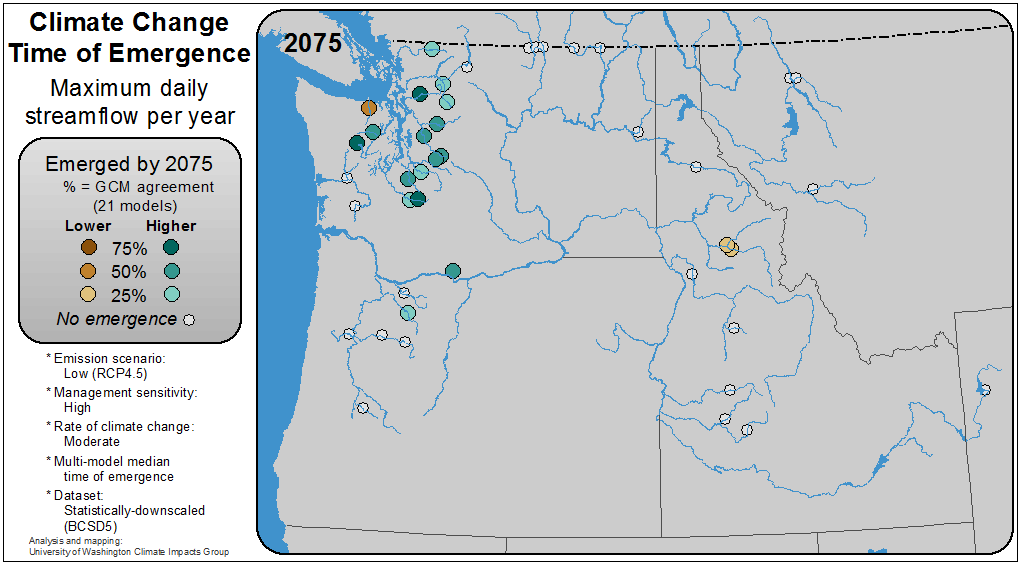 Climate Change
Time of Emergence
Maximum daily
streamflow per year
2075
Emerged by 2075
% = GCM agreement
(21 models)
Lower Higher
75%
50%
25%
No emergence
* Emission scenario:
Low (RCP4.5)
* Management sensitivity:
High
* Rate of climate change:
Moderate
* Multi-model median
time of emergence
* Dataset:
Statistically-downscaled
(BCSD5)
Analysis and mapping:
University of Washington Climate Impacts Group